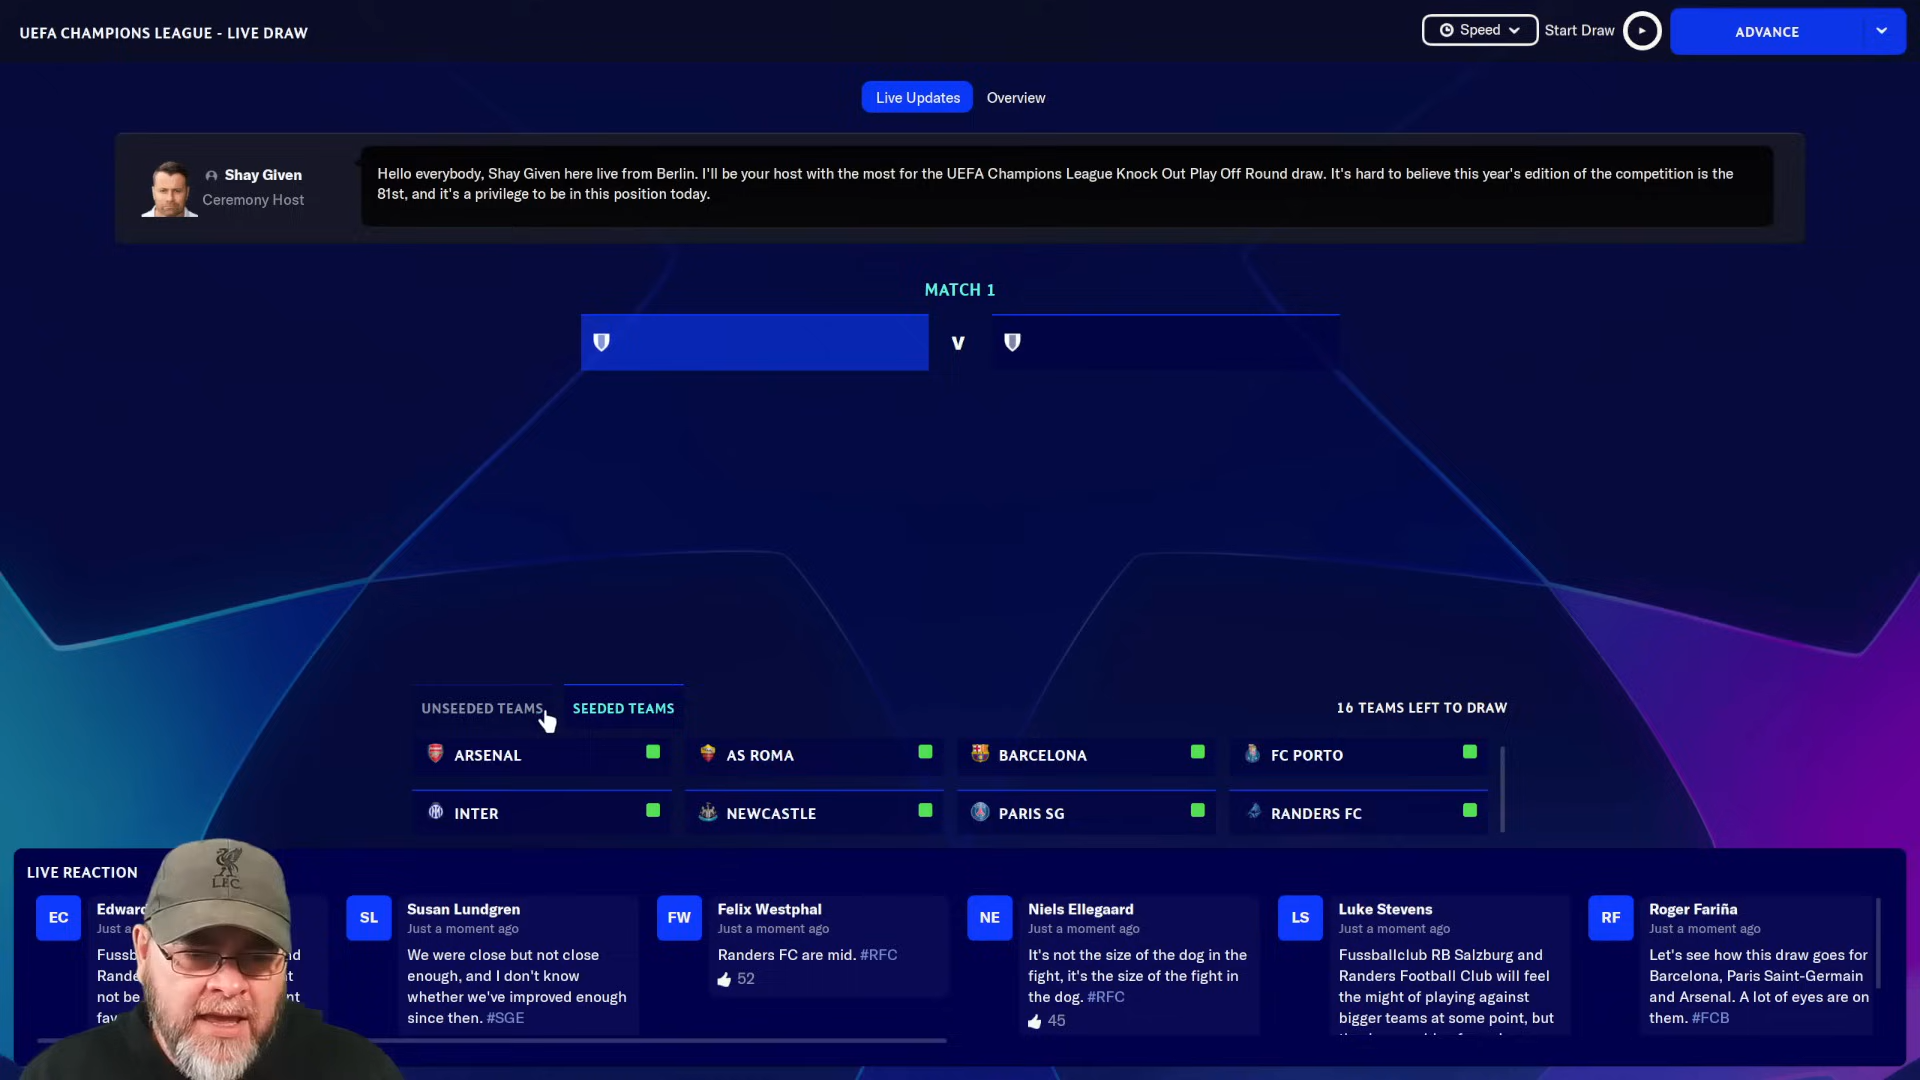 UEFA CHAMPIONS LEAGUE - LIVE DRAW
Speed
Start Draw
ADVANCE
Live Updates
Overview
Shay Given
Ceremony Host
Hello everybody, Shay Given here live from Berlin. I'll be your host with the most for the UEFA Champions League Knock Out Play Off Round draw. It's hard to believe this year's edition of the competition is the
81st, and it's a privilege to be in this position today.
MATCH 1
V
UNSEEDED TEAMS
SEEDED TEAMS
16 TEAMS LEFT TO DRAW
ARSENAL
AS ROMA
BARCELONA
FC PORTO
INTER
NEWCASTLE
PARIS SG
RANDERS FC
LIVE REACTION
EC
Just a
not be
SL
Susan Lundgren
Just a moment ago
We were close but not close
enough, and I don't know
whether we've improved enough
since then. #SGE
FW
Felix Westphal
Just a moment ago
Randers FC are mid. #RFC
52
NE
Niels Ellegaard
Just a moment ago
It's not the size of the dog in the
fight, it's the size of the fight in
the dog. #RFC
45
LS
Luke Stevens
Just a moment ago
Fussballclub RB Salzburg and
Randers Football Club will feel
the might of playing against
bigger teams at some point, but
RF
Roger Fariña
Just a moment ago
Let's see how this draw goes for
Barcelona, Paris Saint-Germain
and Arsenal. A lot of eyes are on
them. #FCB
L.F.C.